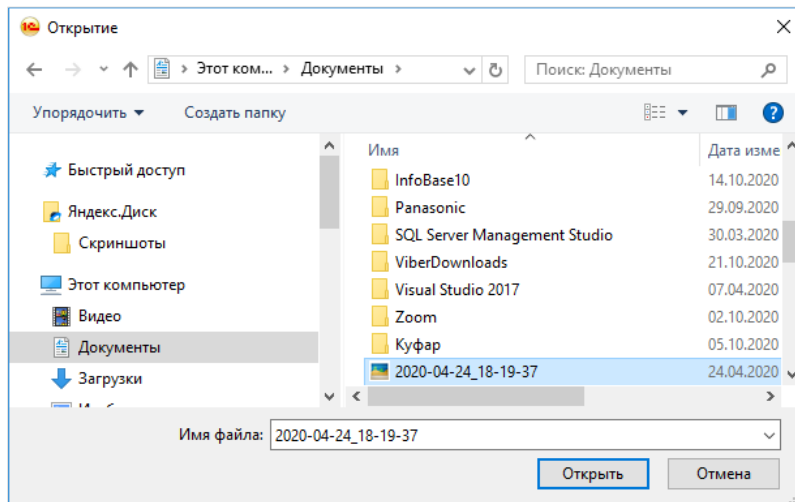 1С Открытие
Этот ком... > Документы >
Поиск: Документы
Упорядочить
Создать папку
?
Имя
Дата изме
Быстрый доступ
Яндекс.Диск
Скриншоты
Этот компьютер
Видео
Документы
Загрузки
InfoBase10 14.10.2020
Panasonic 29.09.2020
SQL Server Management Studio 30.03.2020
ViberDownloads 21.10.2020
Visual Studio 2017 07.04.2020
Zoom 02.10.2020
Куфар 05.10.2020
2020-04-24_18-19-37 24.04.2020
Имя файла: 2020-04-24_18-19-37
Открыть
Отмена